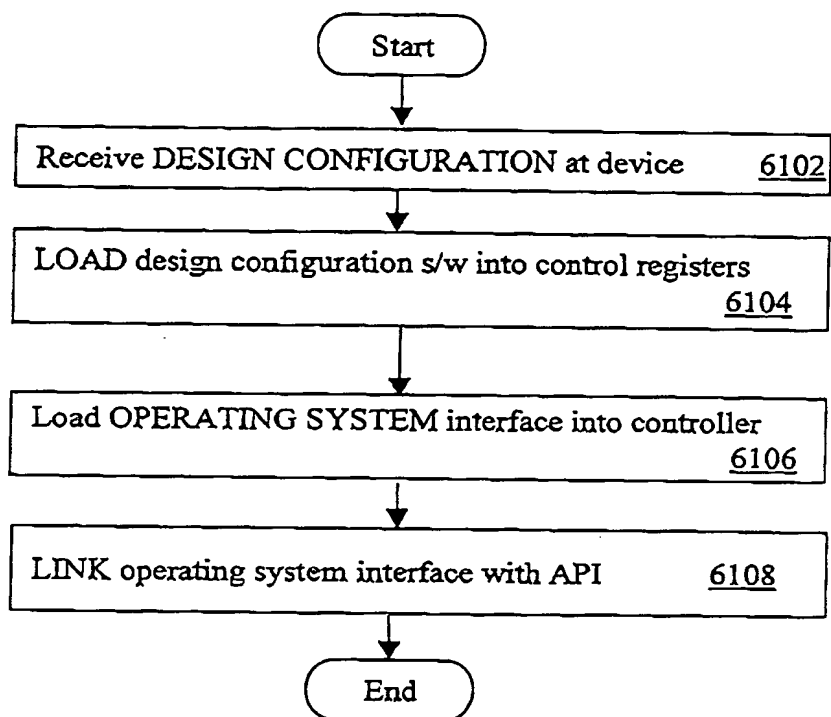 Start
Receive DESIGN CONFIGURATION at device 6102
LOAD design configuration s/w into control registers
6104
Load OPERATING SYSTEM interface into controller
6106
LINK operating system interface with API 6108
End